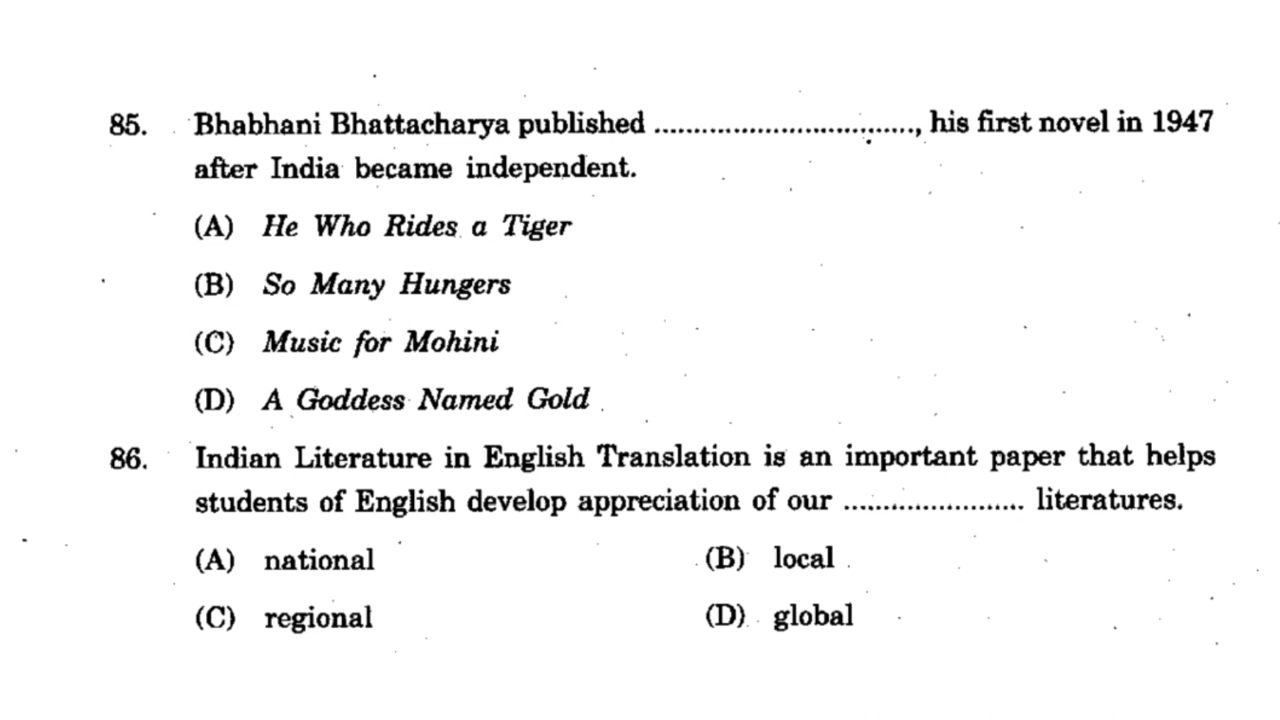 85. Bhabhani Bhattacharya published ................................., his first novel in 1947
after India became independent.
(A) He Who Rides a Tiger
(B) So Many Hungers
(C) Music for Mohini
(D) A Goddess Named Gold
86. Indian Literature in English Translation is an important paper that helps
students of English develop appreciation of our ....................... literatures.
(A) national (B) local
(C) regional (D) global